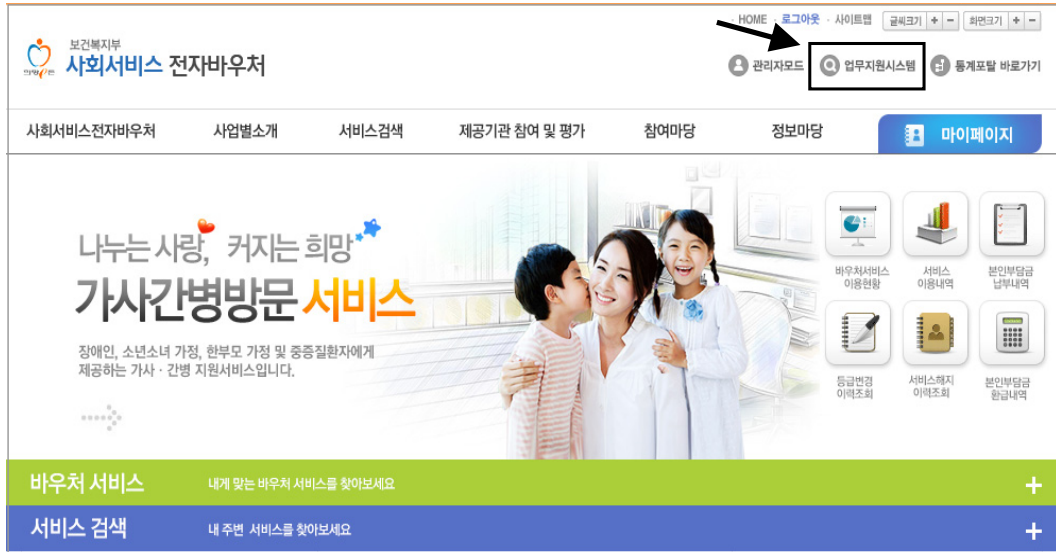 · HOME · 로그아웃 · 사이트맵 글씨크기 + - 화면크기 + -
보건복지부
사회서비스 전자바우처
관리자모드 업무지원시스템 통계포탈 바로가기
사회서비스전자바우처 사업별소개 서비스검색 제공기관 참여 및 평가 참여마당 정보마당 마이페이지
나누는 사랑, 커지는 희망
가사간병방문 서비스
장애인, 소년소녀 가정, 한부모 가정 및 중증질환자에게
제공하는 가사 · 간병 지원서비스입니다.
바우처서비스
이용현황
서비스
이용내역
본인부담금
납부내역
등급변경
이력조회
서비스해지
이력조회
본인부담금
환급내역
바우처 서비스 내게 맞는 바우처 서비스를 찾아보세요 +
서비스 검색 내 주변 서비스를 찾아보세요 +